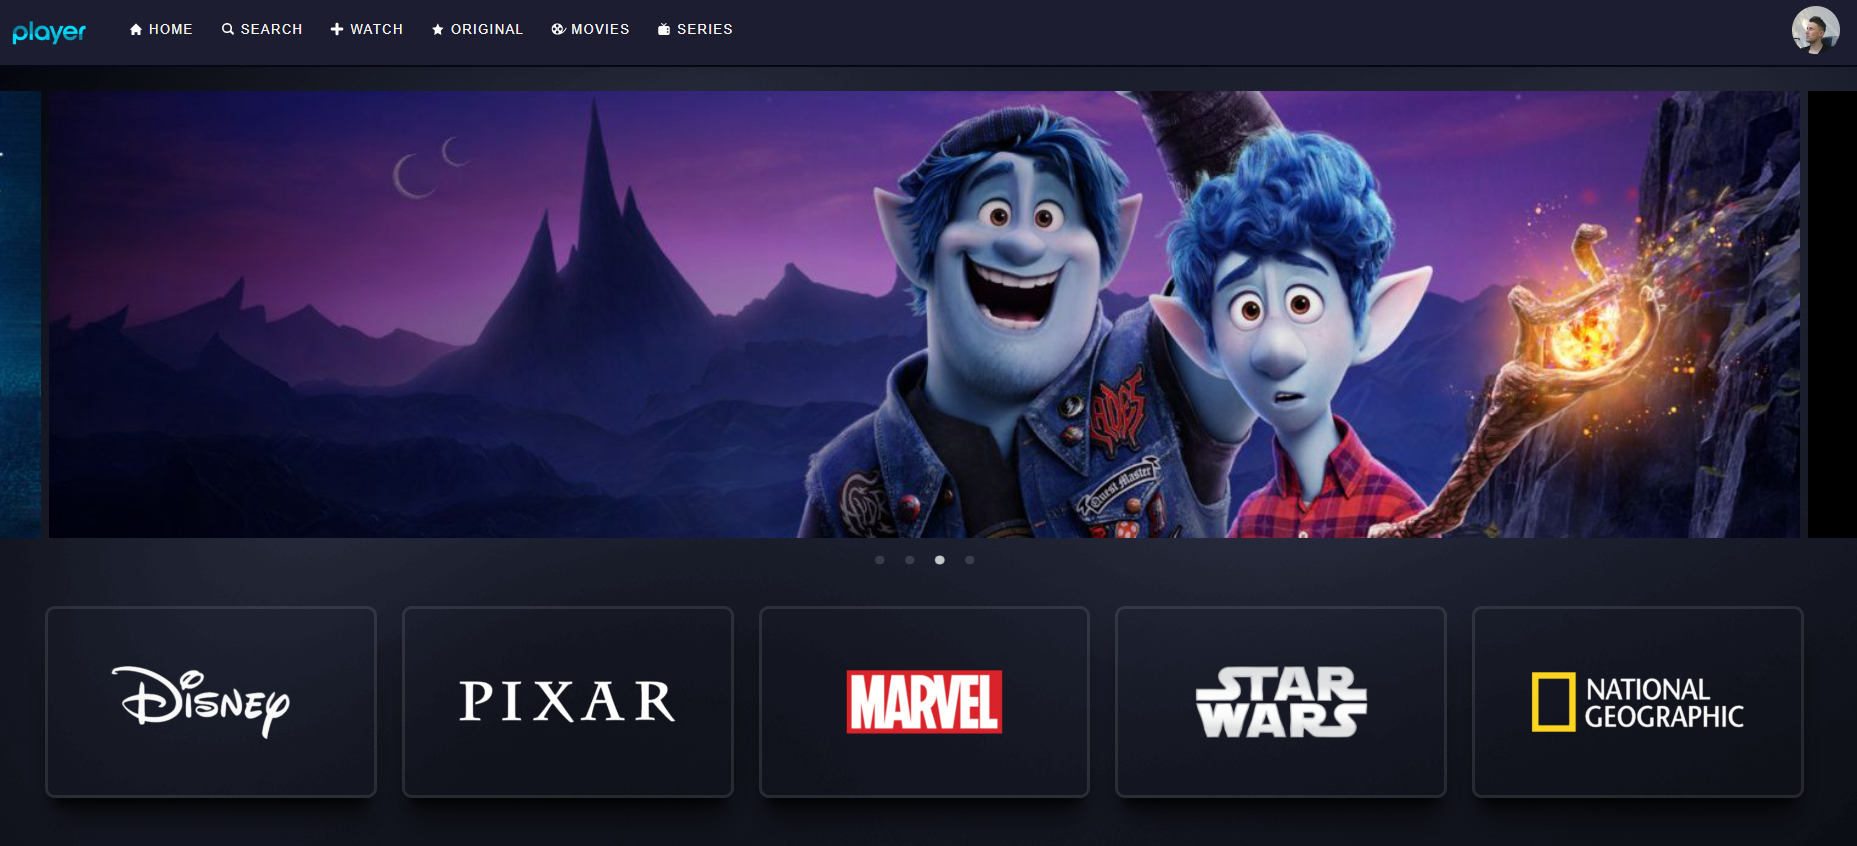 player
HOME
SEARCH
WATCH
ORIGINAL
MOVIES
SERIES
Quest Master
DISNEY
PIXAR
MARVEL
STAR
WARS
NATIONAL
GEOGRAPHIC